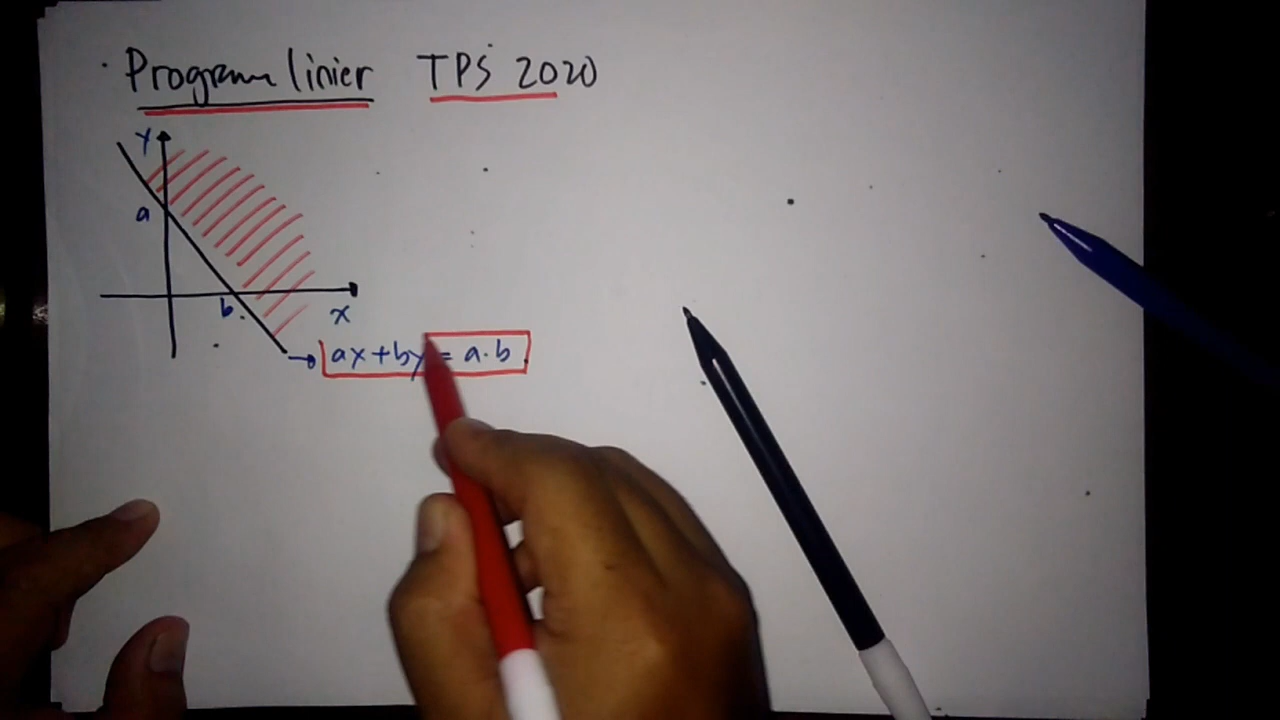 Program linier TPS 2020
y
a
b.
x
ax+by = a.b